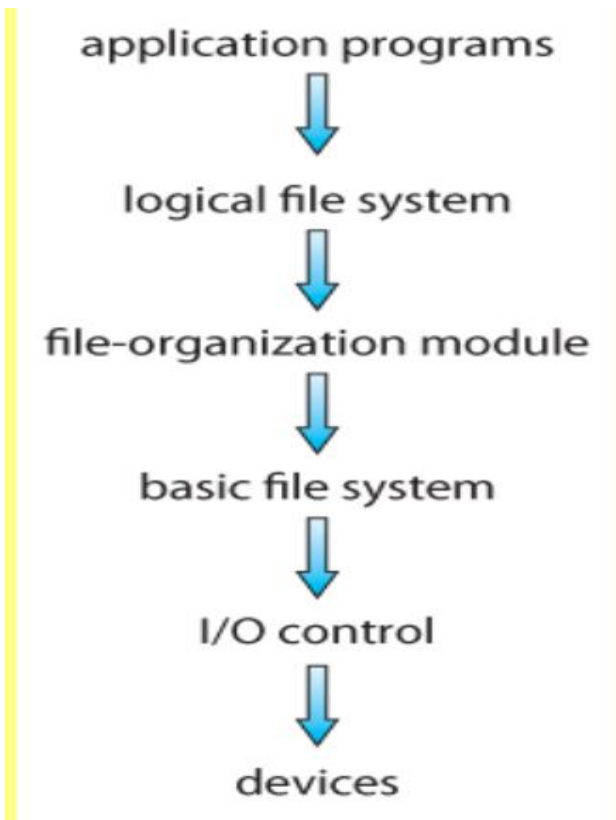 application programs
logical file system
file-organization module
basic file system
I/O control
devices